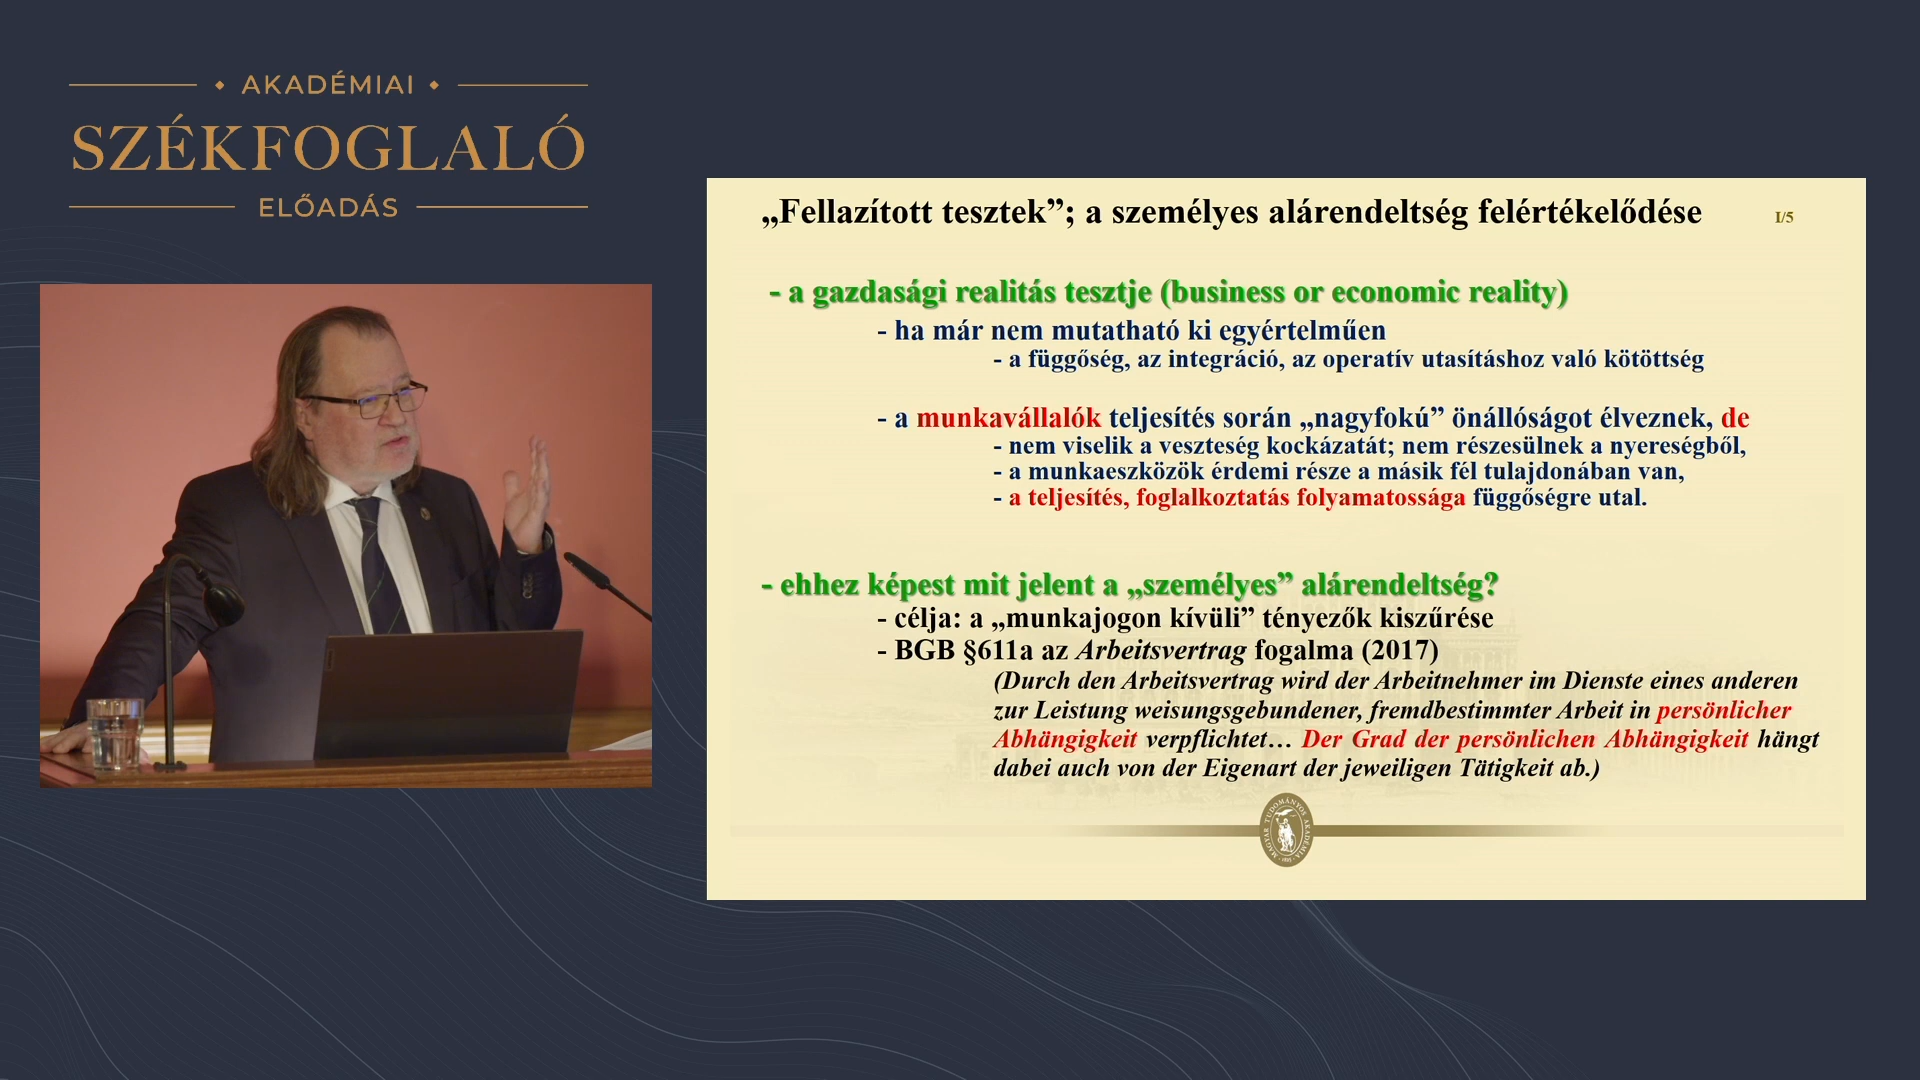 AKADÉMIAI
SZÉKFOGLALÓ
ELŐADÁS
„Fellazított tesztek”; a személyes alárendeltség felértékelődése
I/5
- a gazdasági realitás tesztje (business or economic reality)
- ha már nem mutatható ki egyértelműen
- a függőség, az integráció, az operatív utasításhoz való kötöttség
- a munkavállalók teljesítés során „nagyfokú” önállóságot élveznek, de
- nem viselik a veszteség kockázatát; nem részesülnek a nyereségből,
- a munkaeszközök érdemi része a másik fél tulajdonában van,
- a teljesítés, foglalkoztatás folyamatossága függőségre utal.
- ehhez képest mit jelent a „személyes” alárendeltség?
- célja: a „munkajogon kívüli” tényezők kiszűrése
- BGB §611a az Arbeitsvertrag fogalma (2017)
(Durch den Arbeitsvertrag wird der Arbeitnehmer im Dienste eines anderen
zur Leistung weisungsgebundener, fremdbestimmter Arbeit in persönlicher
Abhängigkeit verpflichtet… Der Grad der persönlichen Abhängigkeit hängt
dabei auch von der Eigenart der jeweiligen Tätigkeit ab.)
MAGYAR TUDOMÁNYOS AKADÉMIA